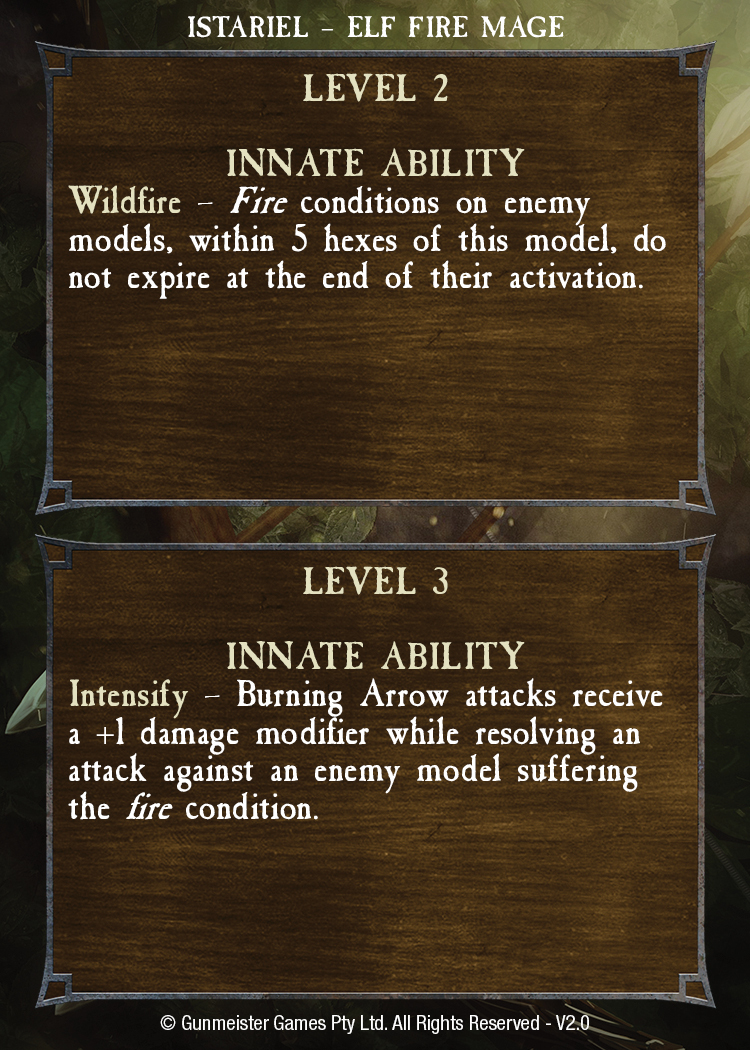 ISTARIEL – ELF FIRE MAGE
LEVEL 2
INNATE ABILITY
Wildfire – Fire conditions on enemy
models, within 5 hexes of this model, do
not expire at the end of their activation.
LEVEL 3
INNATE ABILITY
Intensify – Burning Arrow attacks receive
a +1 damage modifier while resolving an
attack against an enemy model suffering
the fire condition.
© Gunmeister Games Pty Ltd. All Rights Reserved - V2.0